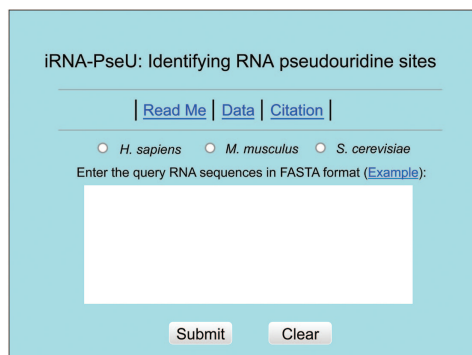 iRNA-PseU: Identifying RNA pseudouridine sites
| Read Me | Data | Citation |
H. sapiens M. musculus S. cerevisiae
Enter the query RNA sequences in FASTA format (Example):
Submit Clear